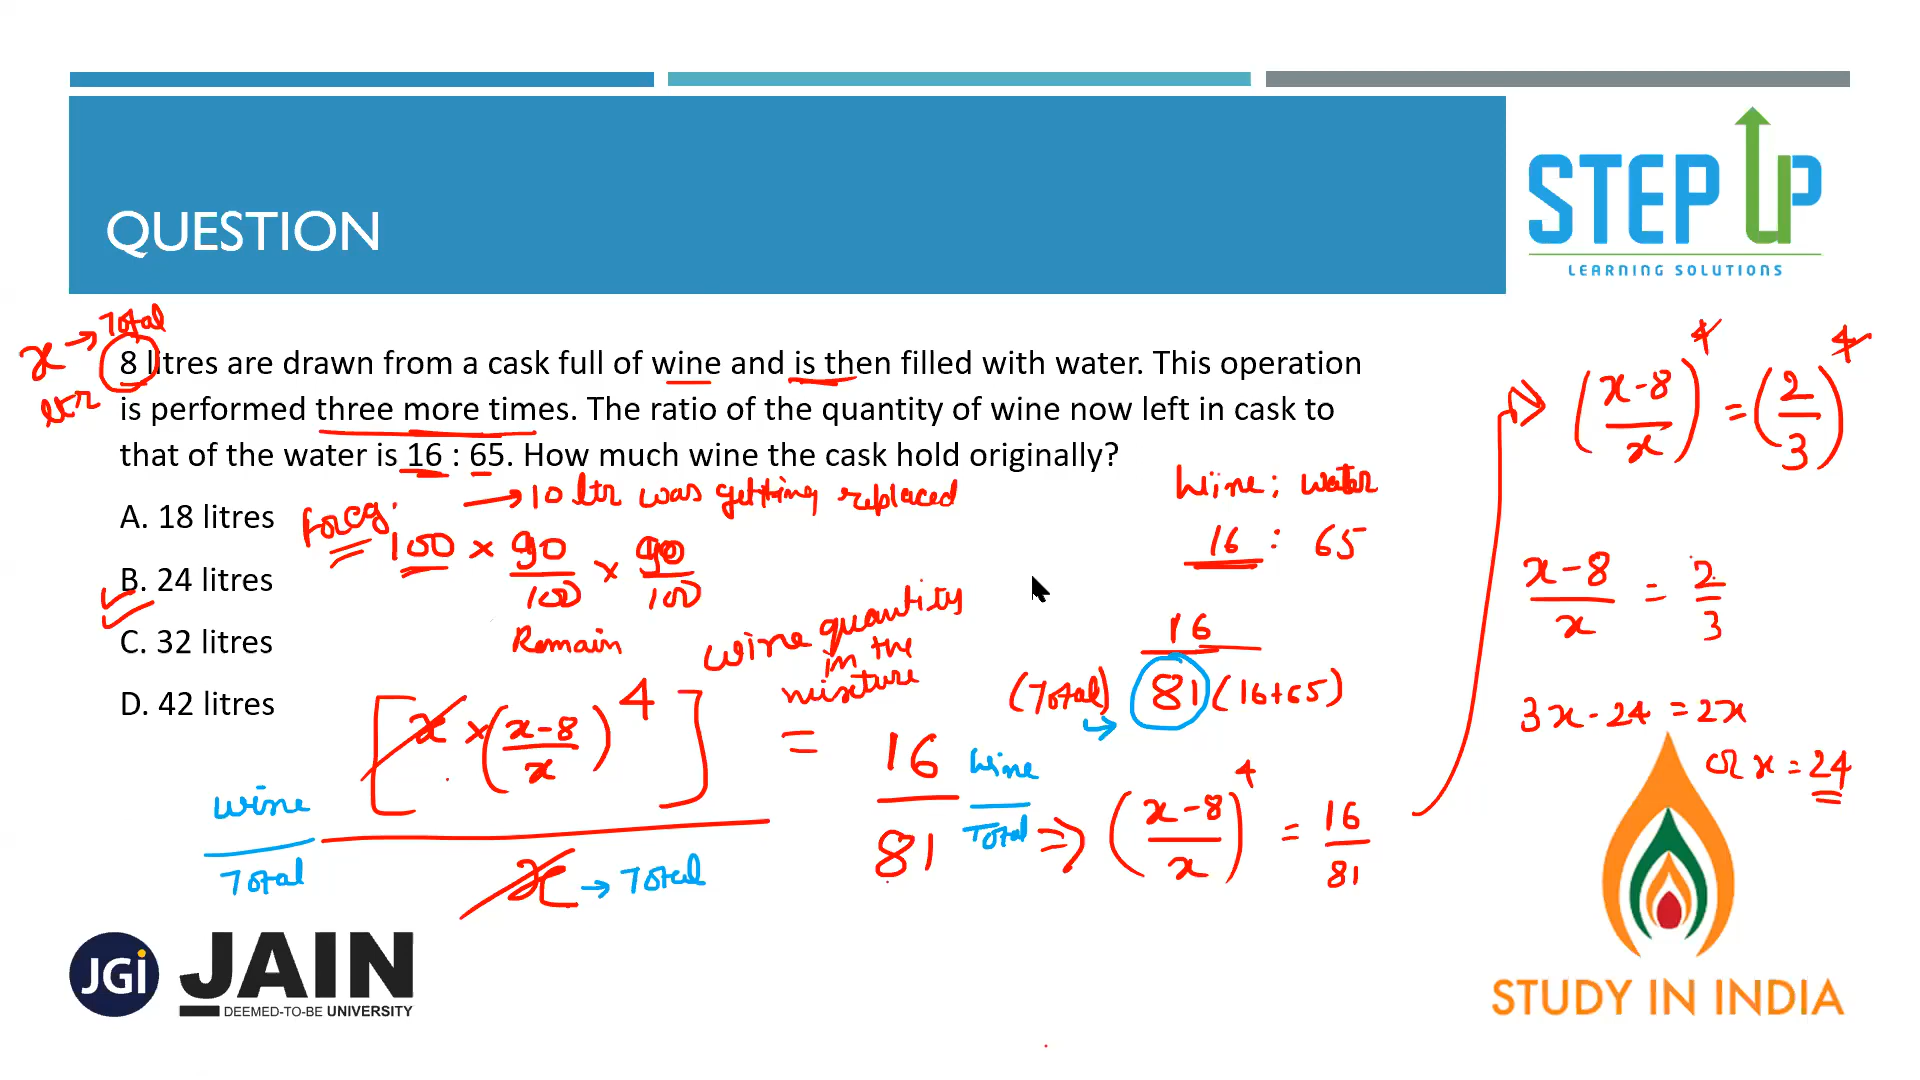 STEP UP
LEARNING SOLUTIONS
QUESTION
x → Total
ltr
8 litres are drawn from a cask full of wine and is then filled with water. This operation
is performed three more times. The ratio of the quantity of wine now left in cask to
that of the water is 16 : 65. How much wine the cask hold originally?
A. 18 litres
B. 24 litres
C. 32 litres
D. 42 litres
For eg.
→ 10 ltr was getting replaced
100 × 90/100 × 90/100
Remain
wine quantity
in the
mixture
[x × (x-8/x)^4]
x → Total
wine
Total
= 16/81
wine
Total
Wine : water
16 : 65
16
(Total) 81 (16+65)
⇒ (x-8/x)^4 = 16/81
(x-8/x)^4 = (2/3)^4
x-8/x = 2/3
3x-24 = 2x
or x = 24
JGi JAIN
DEEMED-TO-BE UNIVERSITY
STUDY IN INDIA